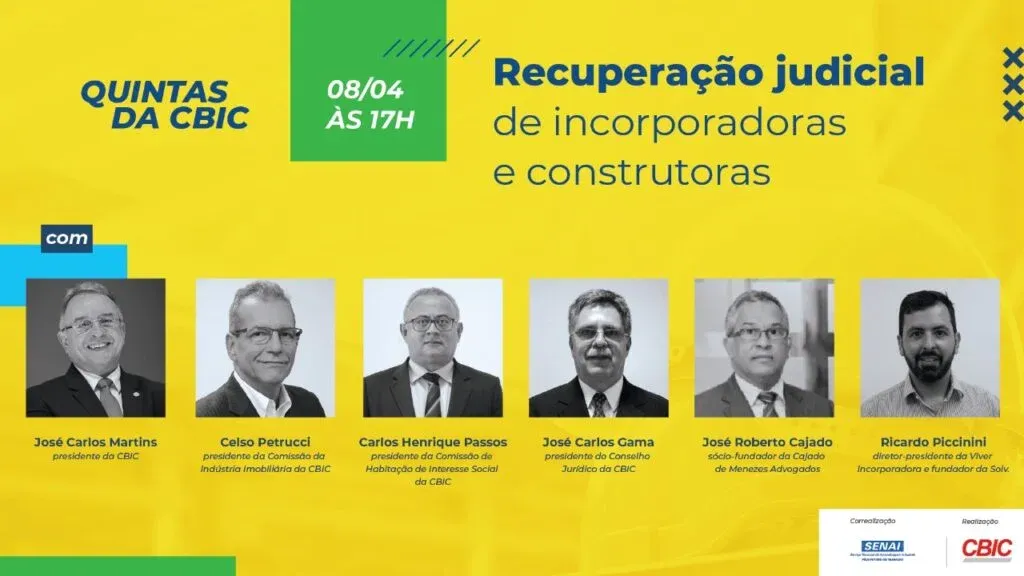 QUINTAS
DA CBIC
08/04
ÀS 17H
Recuperação judicial
de incorporadoras
e construtoras
com
José Carlos Martins
presidente da CBIC
Celso Petrucci
presidente da Comissão da
Indústria Imobiliária da CBIC
Carlos Henrique Passos
presidente da Comissão de
Habitação de Interesse Social
da CBIC
José Carlos Gama
presidente do Conselho
Jurídico da CBIC
José Roberto Cajado
sócio-fundador da Cajado
de Menezes Advogados
Ricardo Piccinini
diretor-presidente da Viver
Incorporadora e fundador da Solv.
Correalização
SENAI
Realização
CBIC